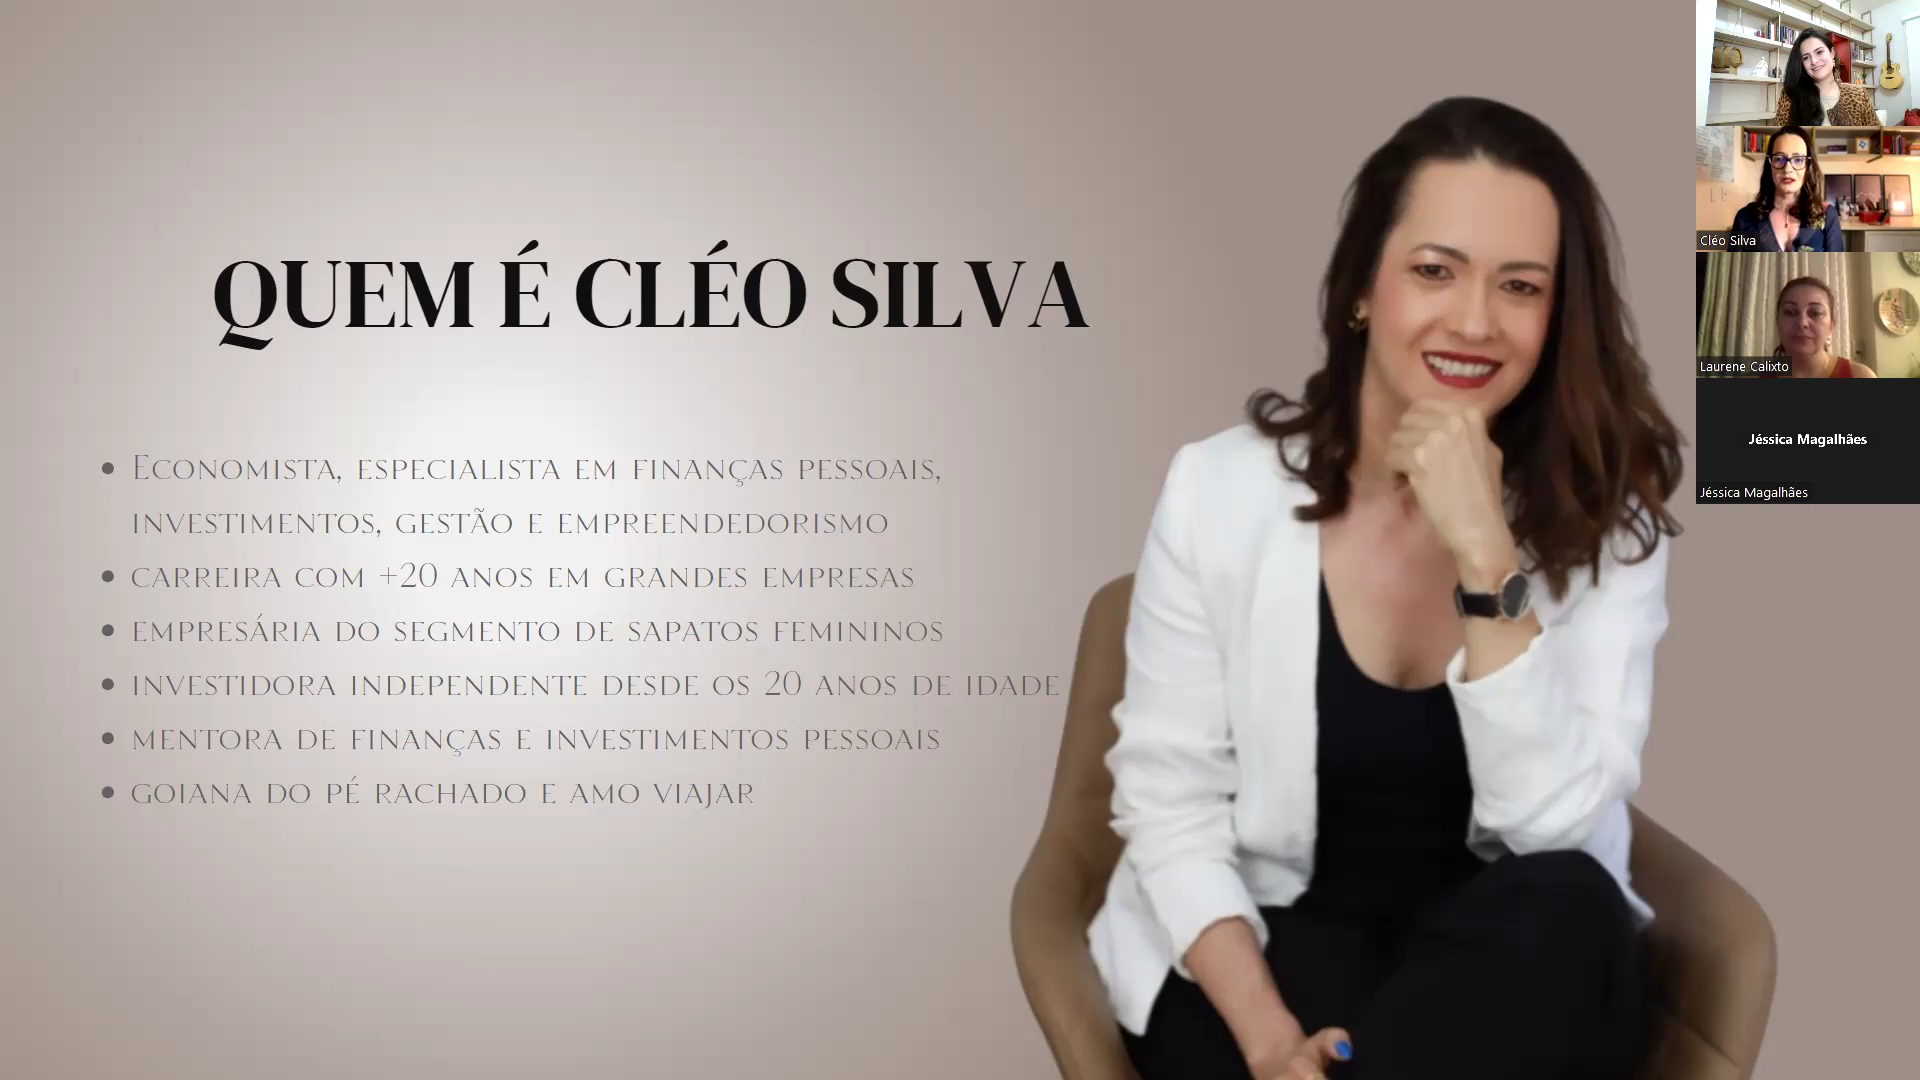 QUEM É CLÉO SILVA
• Economista, especialista em finanças pessoais,
investimentos, gestão e empreendedorismo
• carreira com +20 anos em grandes empresas
• empresária do segmento de sapatos femininos
• investidora independente desde os 20 anos de idade
• mentora de finanças e investimentos pessoais
• goiana do pé rachado e amo viajar
Cléo Silva
Laurene Calixto
Jéssica Magalhães
Jéssica Magalhães